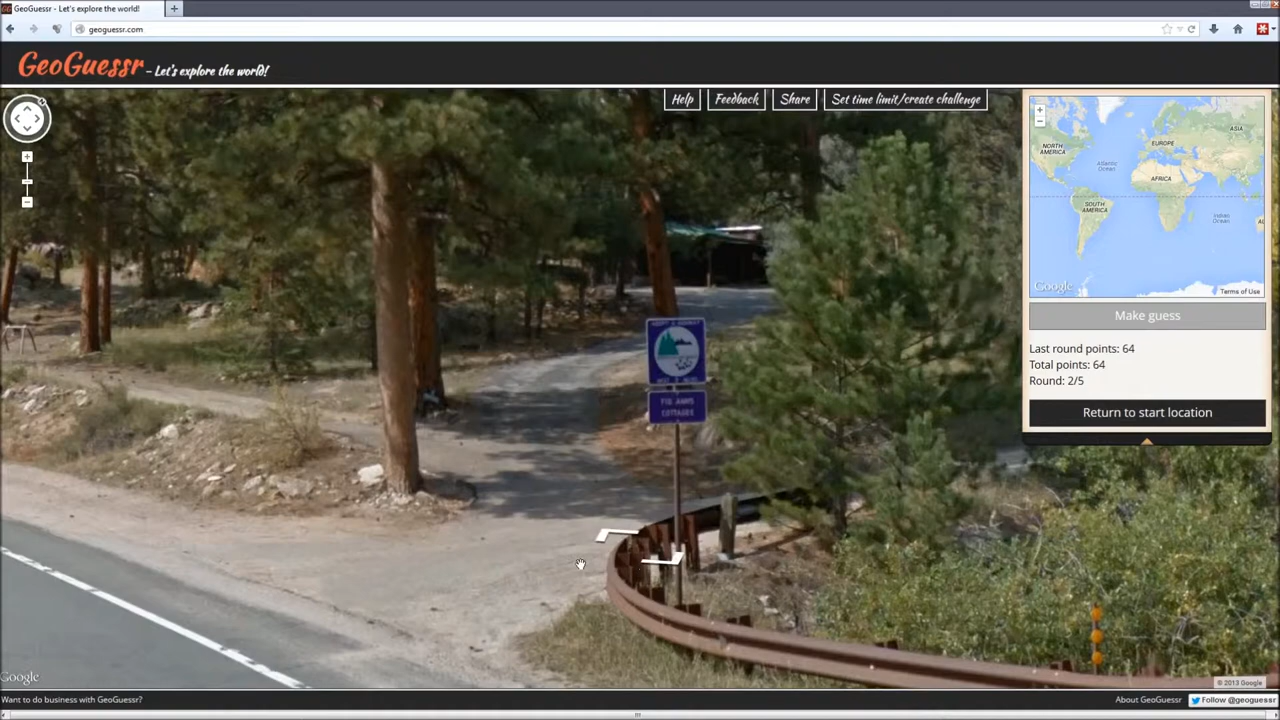 GeoGuessr - Let's explore the world!
geoguessr.com
GeoGuessr - Let's explore the world!
Help
Feedback
Share
Set time limit/create challenge
NORTH
AMERICA
Atlantic
Ocean
EUROPE
ASIA
AFRICA
SOUTH
AMERICA
Indian
Ocean
Google
Terms of Use
Make guess
Last round points: 64
Total points: 64
Round: 2/5
Return to start location
ADOPT A HIGHWAY
COTTAGES
Google
© 2013 Google
Want to do business with GeoGuessr?
About GeoGuessr
Follow @geoguessr